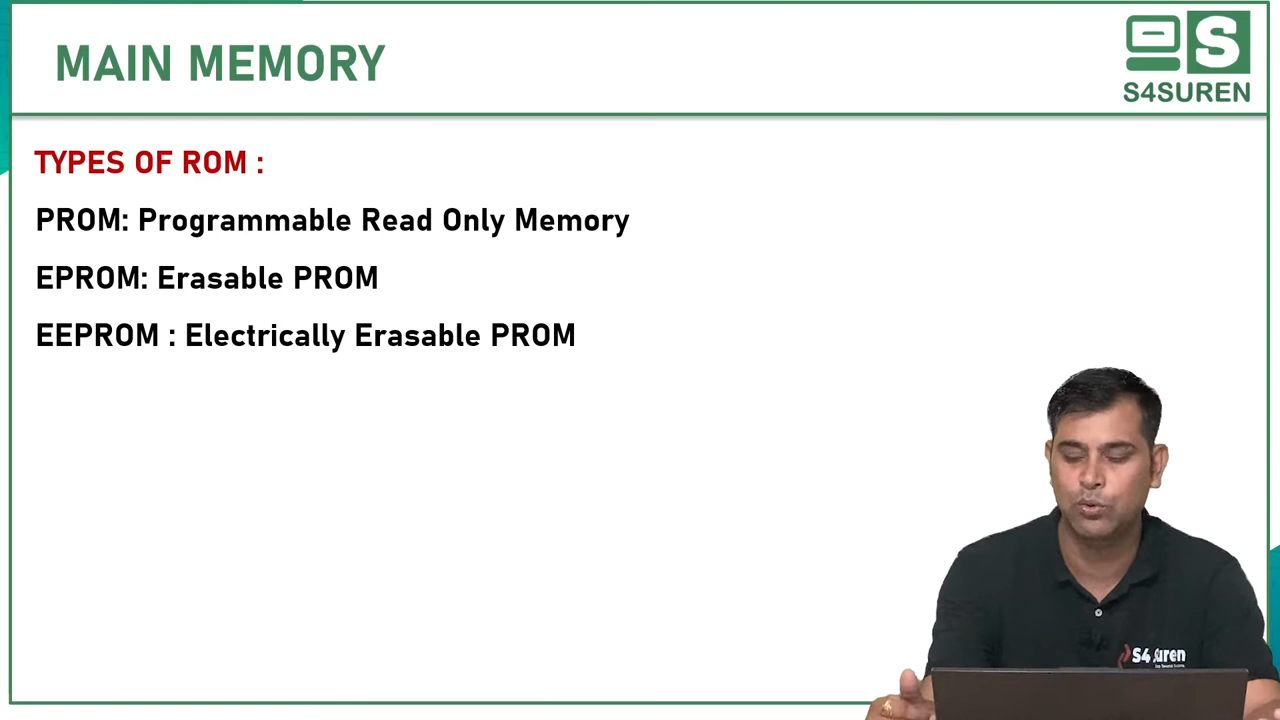 MAIN MEMORY
S
S4SUREN
TYPES OF ROM :
PROM: Programmable Read Only Memory
EPROM: Erasable PROM
EEPROM : Electrically Erasable PROM
S4 Suren